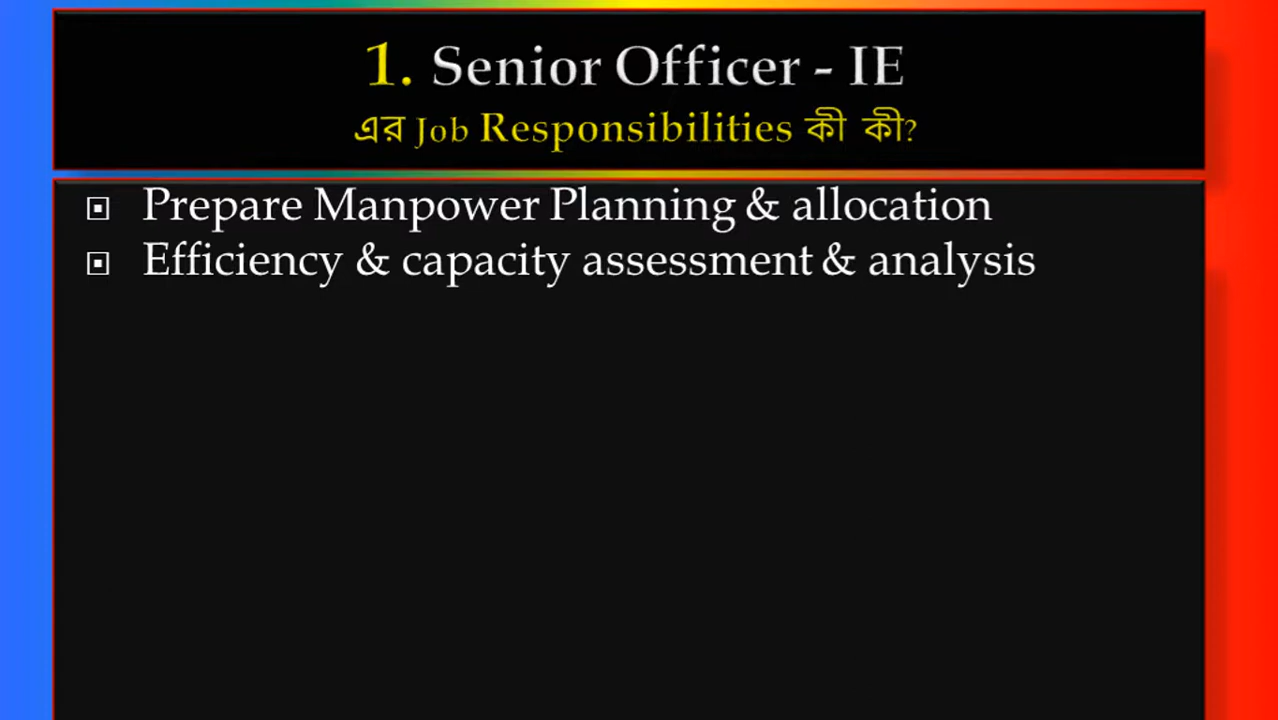 1. Senior Officer - IE
এর Job Responsibilities কী কী?
Prepare Manpower Planning & allocation
Efficiency & capacity assessment & analysis